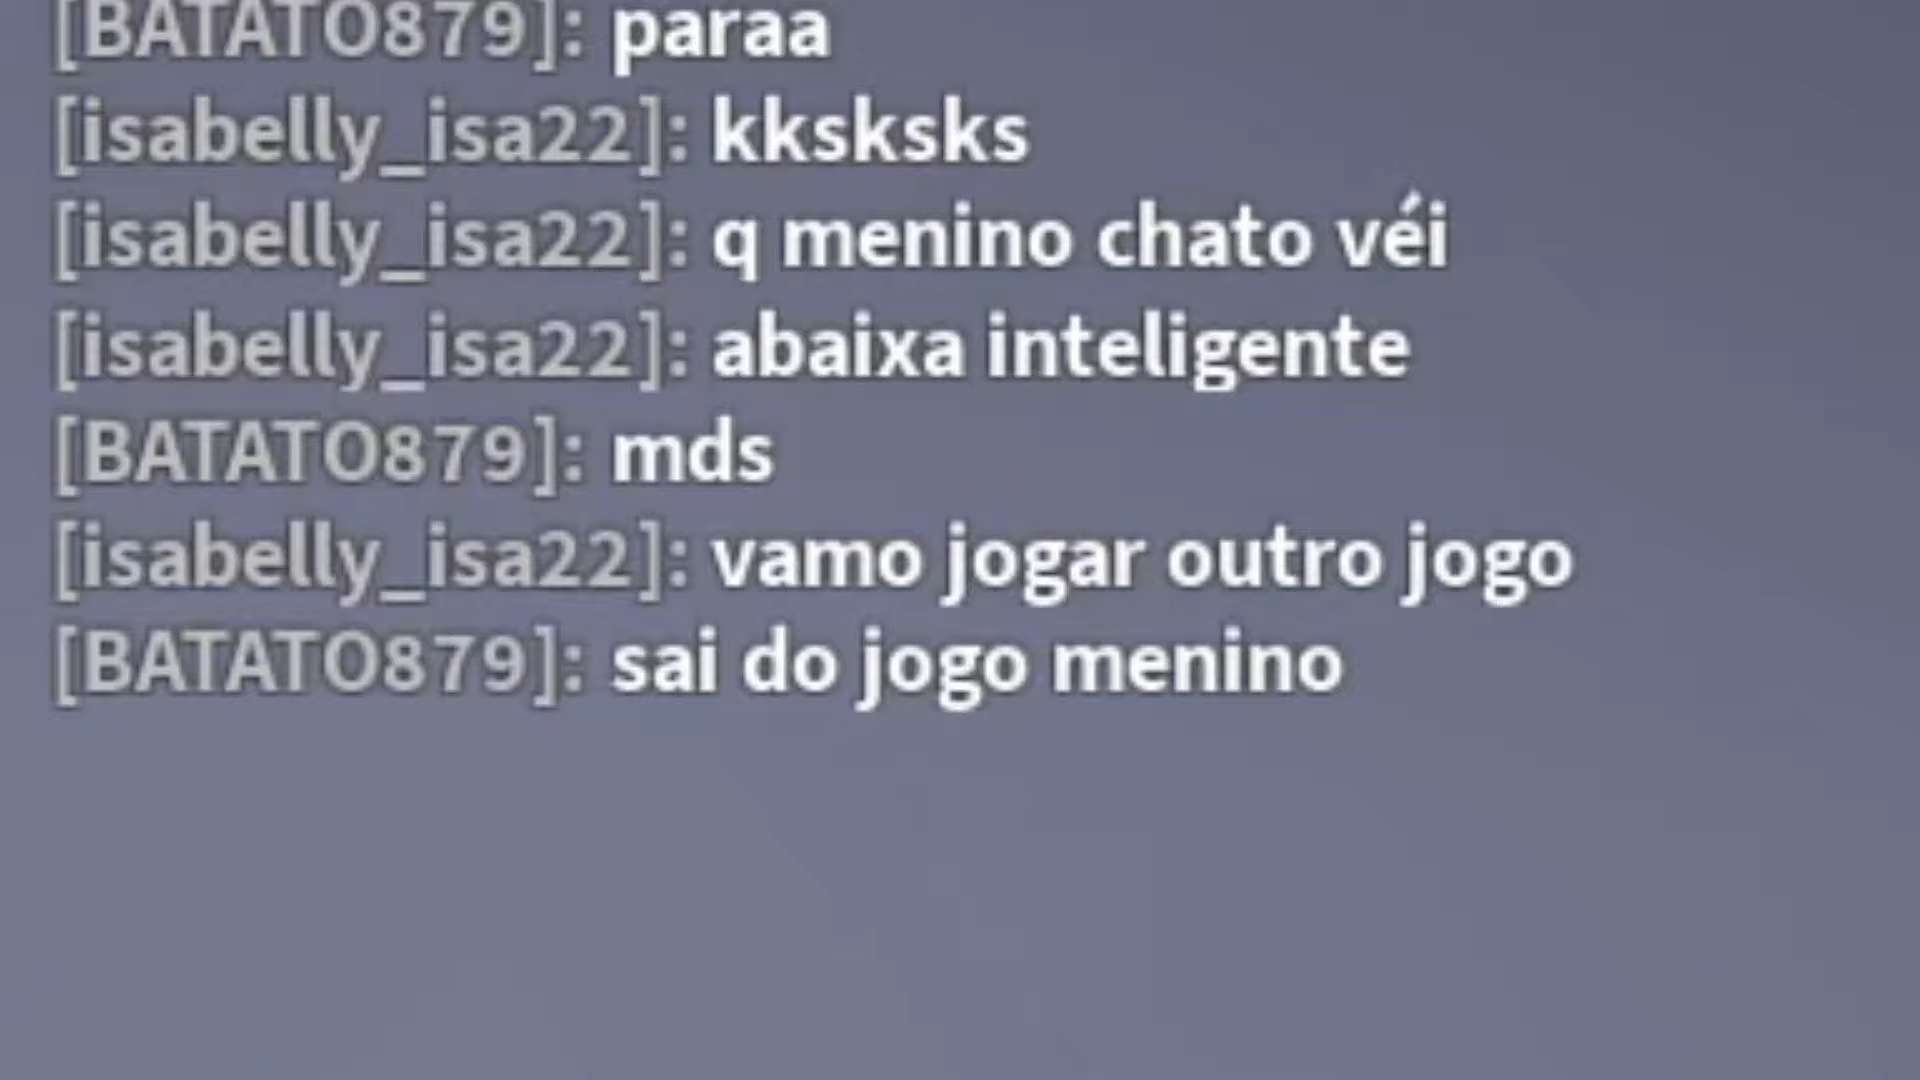 [BATATO879]: paraa
[isabelly_isa22]: kksksks
[isabelly_isa22]: q menino chato véi
[isabelly_isa22]: abaixa inteligente
[BATATO879]: mds
[isabelly_isa22]: vamo jogar outro jogo
[BATATO879]: sai do jogo menino